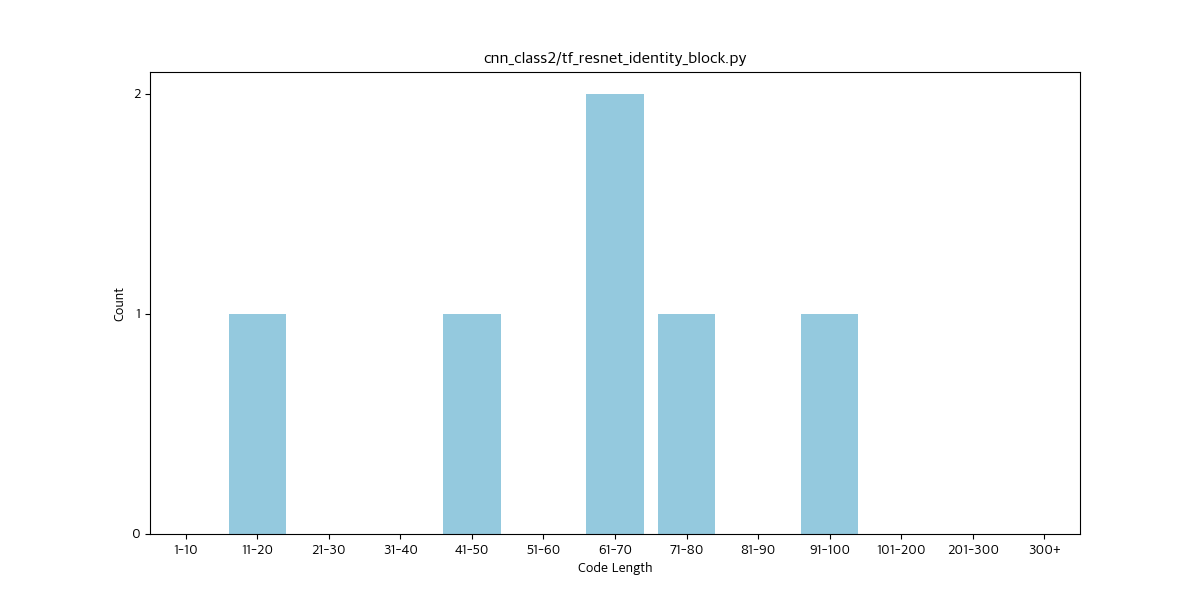 cnn_class2/tf_resnet_identity_block.py
2
1
0
Count
1-10 11-20 21-30 31-40 41-50 51-60 61-70 71-80 81-90 91-100 101-200 201-300 300+
Code Length